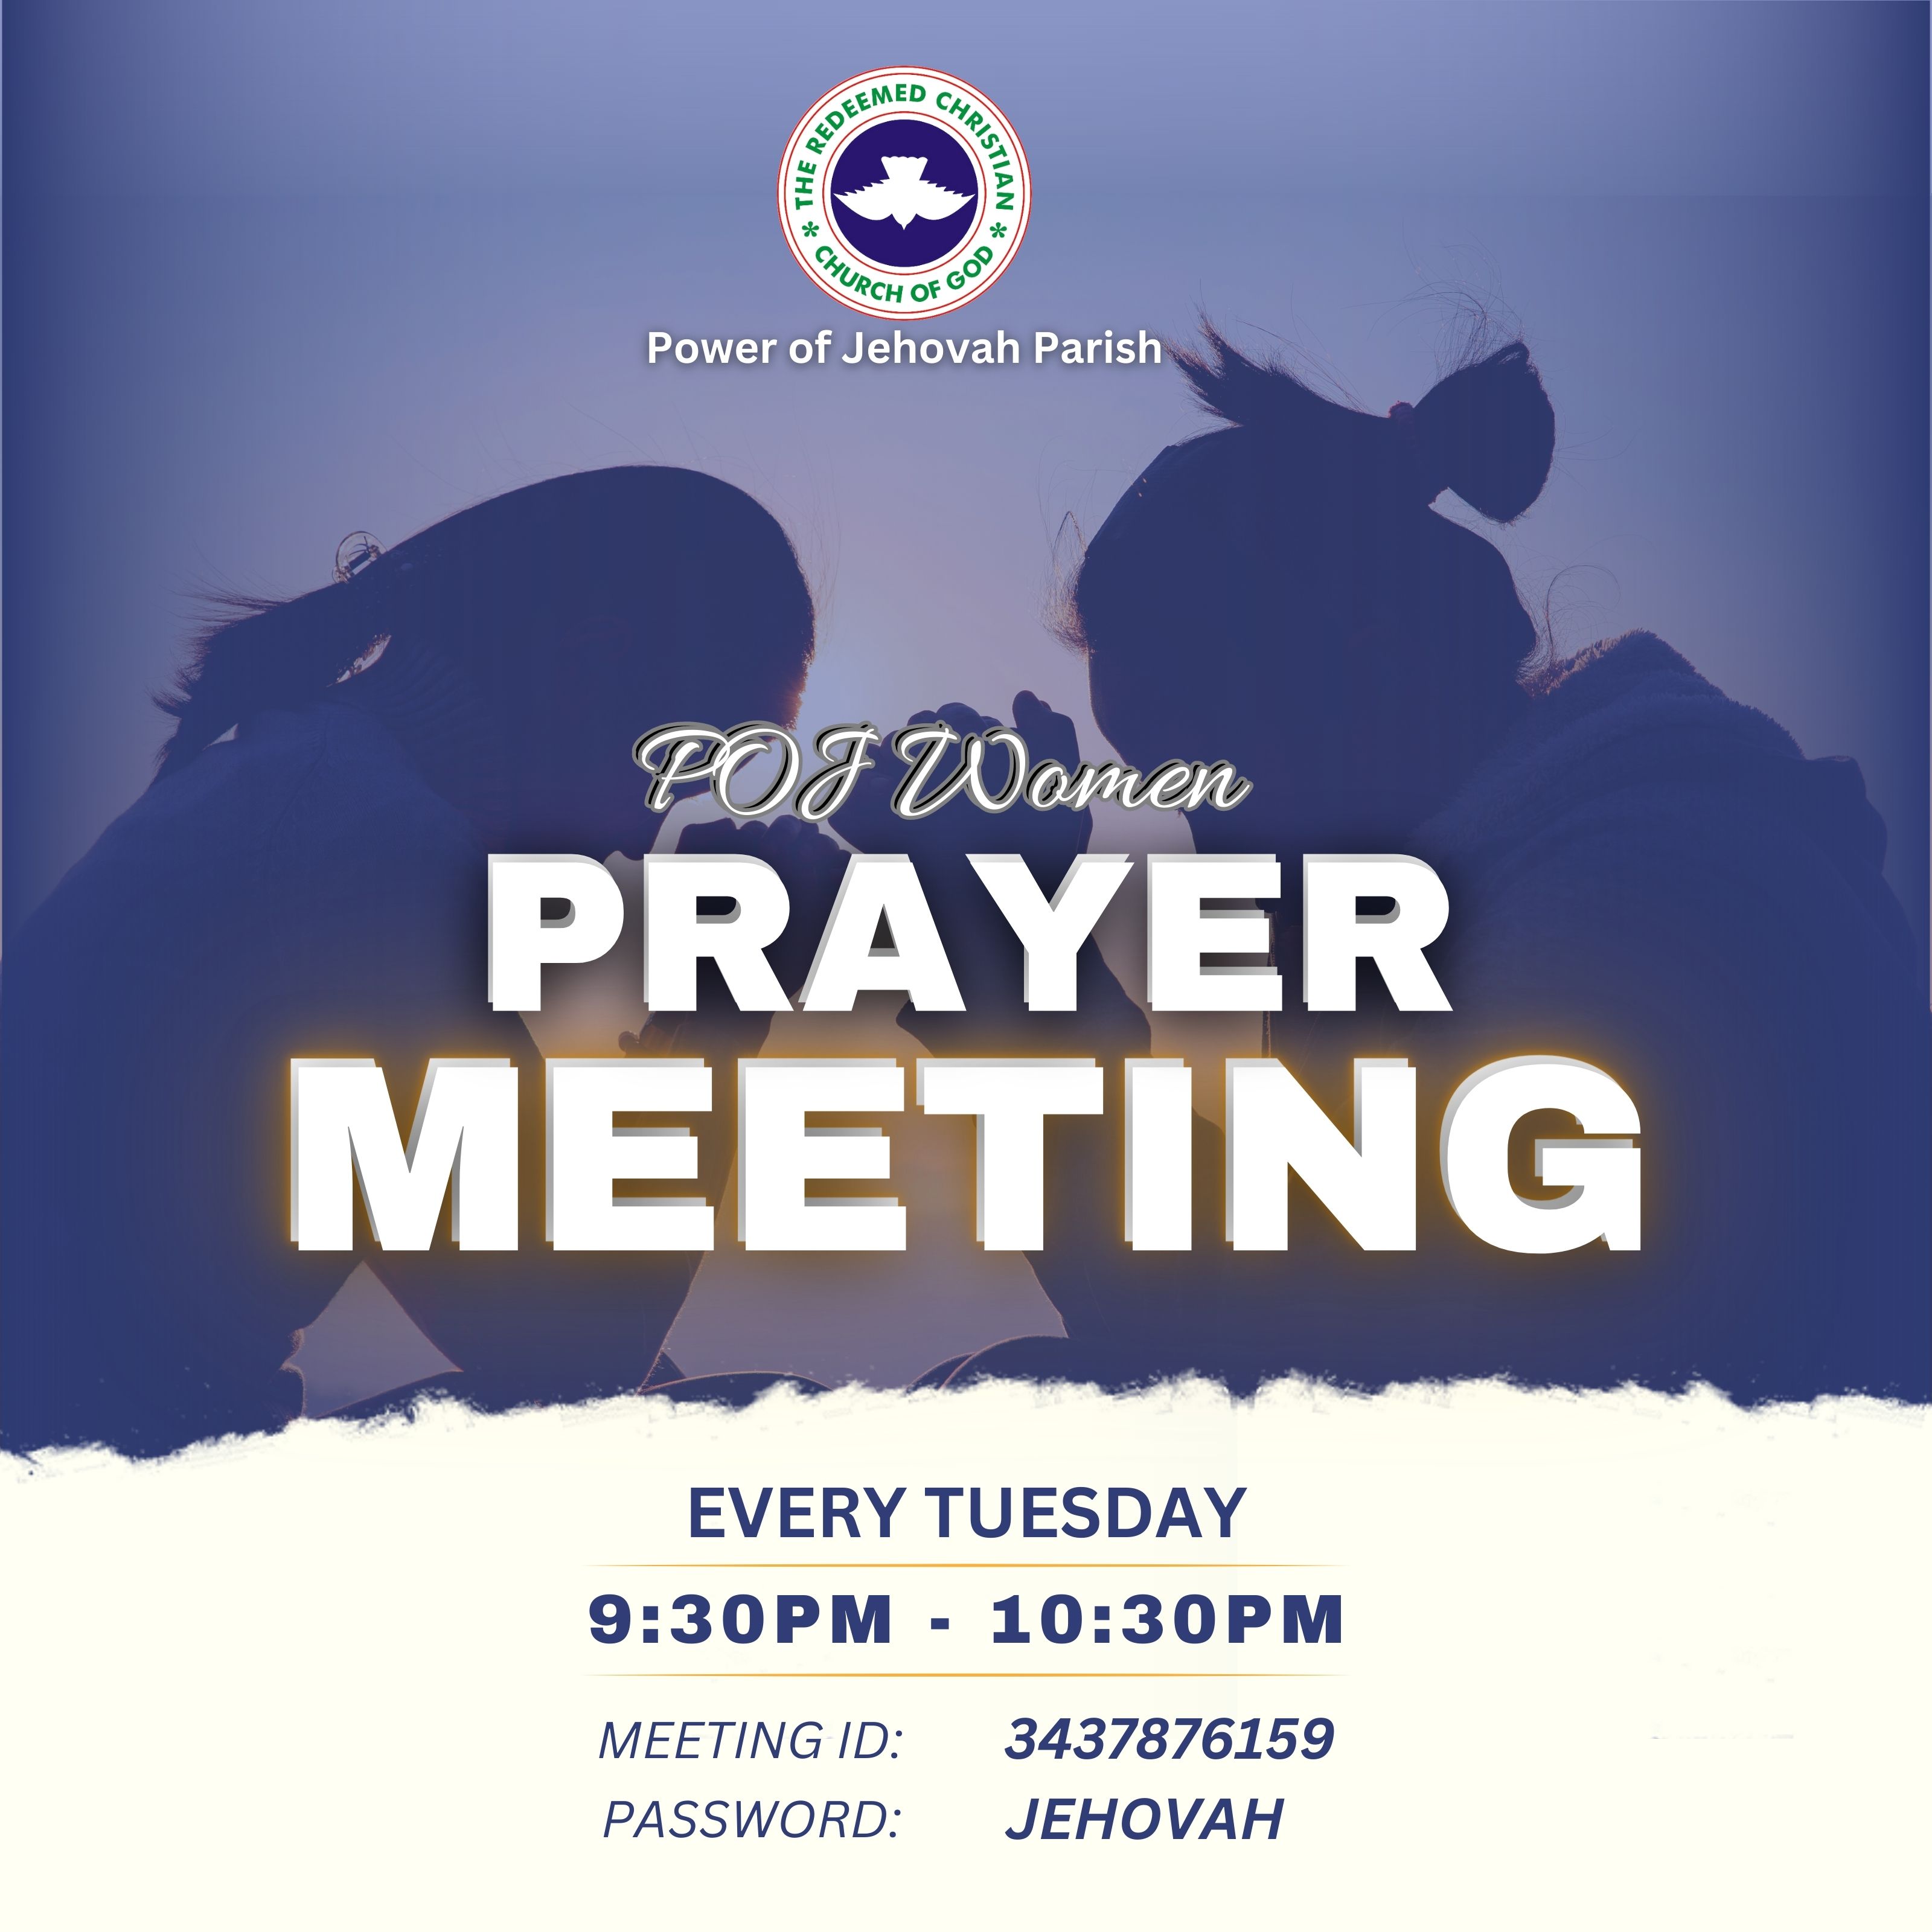 THE REDEEMED CHRISTIAN
* CHURCH OF GOD *
Power of Jehovah Parish
POJ Women
PRAYER
MEETING
EVERY TUESDAY
9:30PM - 10:30PM
MEETING ID: 3437876159
PASSWORD: JEHOVAH